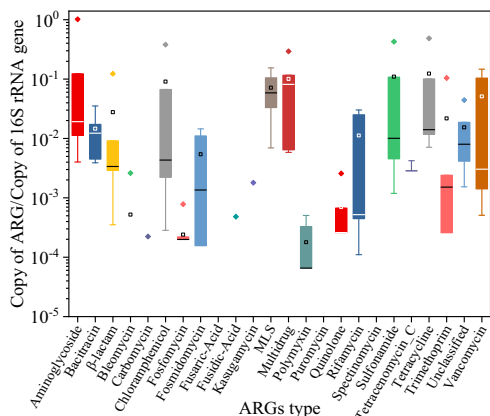 Copy of ARG/Copy of 16S rRNA gene
10⁰
10⁻¹
10⁻²
10⁻³
10⁻⁴
10⁻⁵
Aminoglycoside
Bacitracin
β-lactam
Bleomycin
Carbomycin
Chloramphenicol
Fosfomycin
Fosmidomycin
Fusaric-Acid
Fusidic-Acid
Kasugamycin
MLS
Multidrug
Polymyxin
Puromycin
Quinolone
Rifamycin
Spectinomycin
Sulfonamide
Tetracenomycin_C
Tetracycline
Trimethoprim
Unclassified
Vancomycin
ARGs type